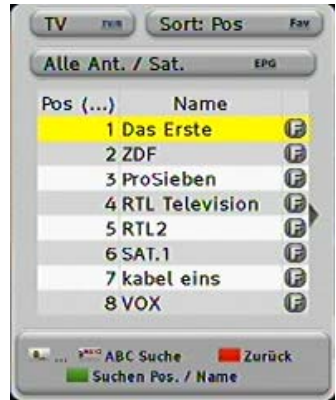 TV TV/R Sort: Pos Fav
Alle Ant. / Sat. EPG
Pos (...) Name
1 Das Erste F
2 ZDF F
3 ProSieben F
4 RTL Television F
5 RTL2 F
6 SAT.1 F
7 kabel eins F
8 VOX F
... ABC Suche Zurück
Suchen Pos. / Name